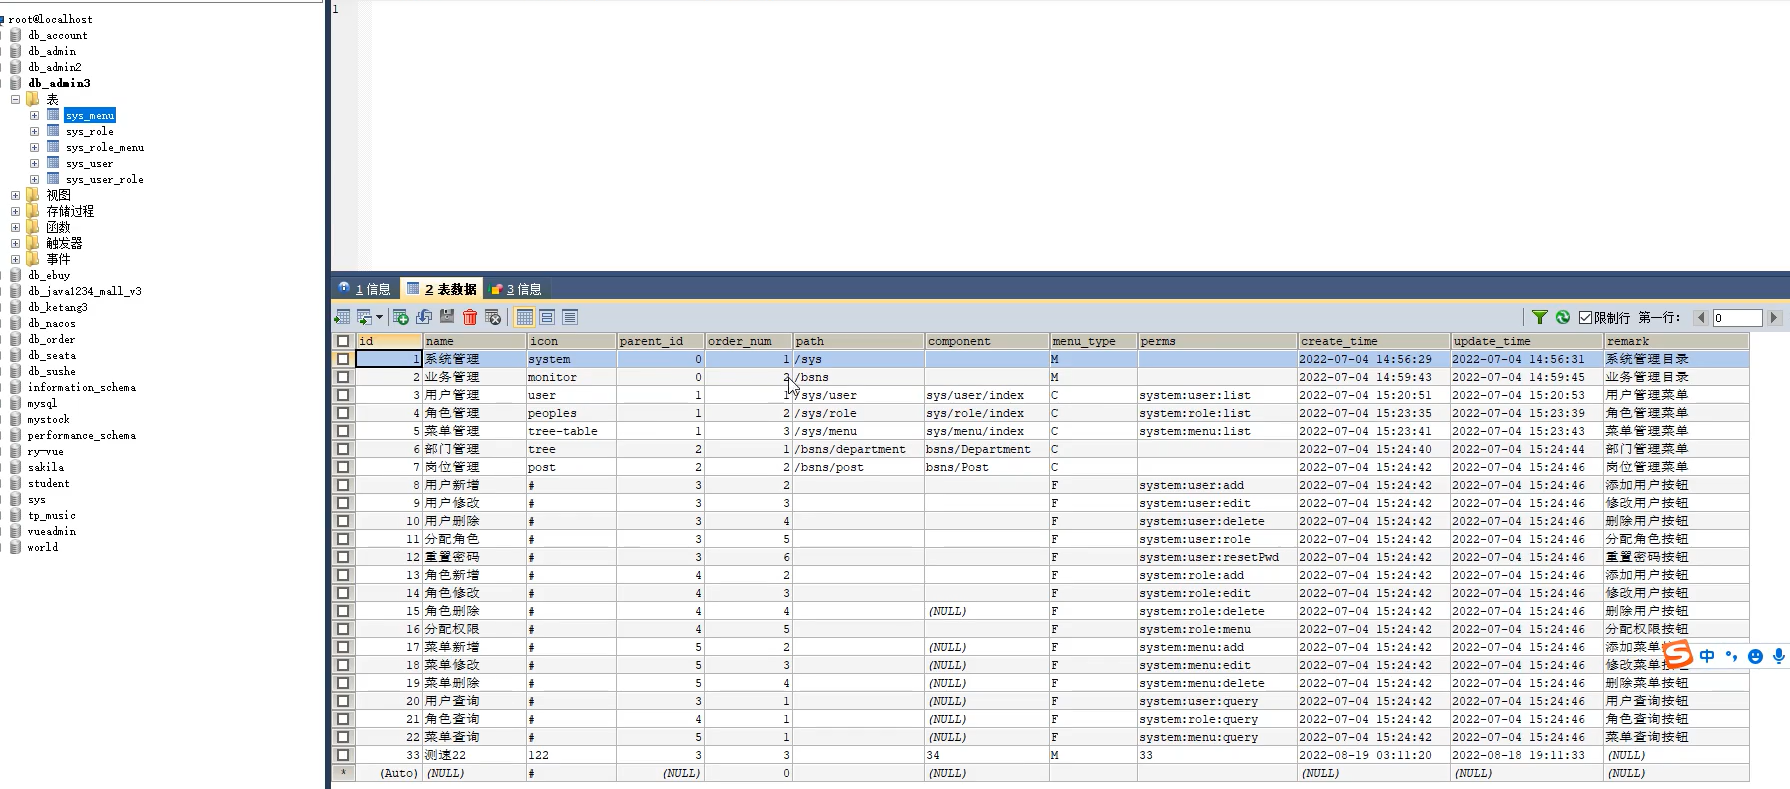 root@localhost
db_account
db_admin
db_admin2
db_admin3
表
sys_menu
sys_role
sys_role_menu
sys_user
sys_user_role
视图
存储过程
函数
触发器
事件
db_ebuy
db_java1234_mall_v3
db_ketang3
db_nacos
db_order
db_seata
db_sushe
information_schema
mysql
mystock
performance_schema
ry-vue
sakila
student
sys
tp_music
vueadmin
world
1
1 信息 2 表数据 3 信息
限制行 第一行: 0
id name icon parent_id order_num path component menu_type perms create_time update_time remark
1 系统管理 system 0 1 /sys M 2022-07-04 14:56:29 2022-07-04 14:56:31 系统管理目录
2 业务管理 monitor 0 2 /bsns M 2022-07-04 14:59:43 2022-07-04 14:59:45 业务管理目录
3 用户管理 user 1 1 /sys/user sys/user/index C system:user:list 2022-07-04 15:20:51 2022-07-04 15:20:53 用户管理菜单
4 角色管理 peoples 1 2 /sys/role sys/role/index C system:role:list 2022-07-04 15:23:35 2022-07-04 15:23:39 角色管理菜单
5 菜单管理 tree-table 1 3 /sys/menu sys/menu/index C system:menu:list 2022-07-04 15:23:41 2022-07-04 15:23:43 菜单管理菜单
6 部门管理 tree 2 1 /bsns/department bsns/Department C 2022-07-04 15:24:40 2022-07-04 15:24:44 部门管理菜单
7 岗位管理 post 2 2 /bsns/post bsns/Post C 2022-07-04 15:24:42 2022-07-04 15:24:46 岗位管理菜单
8 用户新增 # 3 2 F system:user:add 2022-07-04 15:24:42 2022-07-04 15:24:46 添加用户按钮
9 用户修改 # 3 3 F system:user:edit 2022-07-04 15:24:42 2022-07-04 15:24:46 修改用户按钮
10 用户删除 # 3 4 F system:user:delete 2022-07-04 15:24:42 2022-07-04 15:24:46 删除用户按钮
11 分配角色 # 3 5 F system:user:role 2022-07-04 15:24:42 2022-07-04 15:24:46 分配角色按钮
12 重置密码 # 3 6 F system:user:resetPwd 2022-07-04 15:24:42 2022-07-04 15:24:46 重置密码按钮
13 角色新增 # 4 2 F system:role:add 2022-07-04 15:24:42 2022-07-04 15:24:46 添加用户按钮
14 角色修改 # 4 3 F system:role:edit 2022-07-04 15:24:42 2022-07-04 15:24:46 修改用户按钮
15 角色删除 # 4 4 (NULL) F system:role:delete 2022-07-04 15:24:42 2022-07-04 15:24:46 删除用户按钮
16 分配权限 # 4 5 F system:role:menu 2022-07-04 15:24:42 2022-07-04 15:24:46 分配权限按钮
17 菜单新增 # 5 2 (NULL) F system:menu:add 2022-07-04 15:24:42 2022-07-04 15:24:46 添加菜单
18 菜单修改 # 5 3 (NULL) F system:menu:edit 2022-07-04 15:24:42 2022-07-04 15:24:46 修改菜单 中
19 菜单删除 # 5 4 (NULL) F system:menu:delete 2022-07-04 15:24:42 2022-07-04 15:24:46 删除菜单按钮
20 用户查询 # 3 1 (NULL) F system:user:query 2022-07-04 15:24:42 2022-07-04 15:24:46 用户查询按钮
21 角色查询 # 4 1 (NULL) F system:role:query 2022-07-04 15:24:42 2022-07-04 15:24:46 角色查询按钮
22 菜单查询 # 5 1 (NULL) F system:menu:query 2022-07-04 15:24:42 2022-07-04 15:24:46 菜单查询按钮
33 测速22 122 3 3 34 M 33 2022-08-19 03:11:20 2022-08-18 19:11:33 (NULL)
* (Auto) (NULL) # (NULL) 0 (NULL) (NULL) (NULL) (NULL)